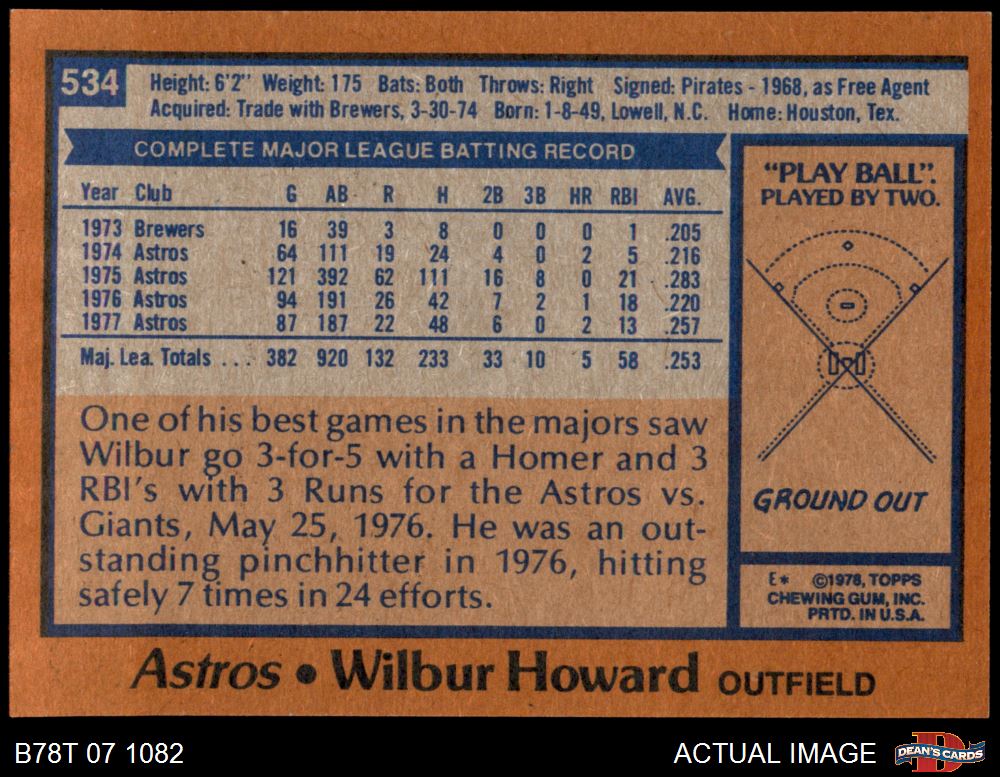 534
Height: 6'2" Weight: 175 Bats: Both Throws: Right Signed: Pirates - 1968, as Free Agent
Acquired: Trade with Brewers, 3-30-74 Born: 1-8-49, Lowell, N.C. Home: Houston, Tex.
COMPLETE MAJOR LEAGUE BATTING RECORD
Year Club G AB R H 2B 3B HR RBI AVG.
1973 Brewers 16 39 3 8 0 0 0 1 .205
1974 Astros 64 111 19 24 4 0 2 5 .216
1975 Astros 121 392 62 111 16 8 0 21 .283
1976 Astros 94 191 26 42 7 2 1 18 .220
1977 Astros 87 187 22 48 6 0 2 13 .257
Maj. Lea. Totals . . . 382 920 132 233 33 10 5 58 .253
One of his best games in the majors saw
Wilbur go 3-for-5 with a Homer and 3
RBI's with 3 Runs for the Astros vs.
Giants, May 25, 1976. He was an out-
standing pinchhitter in 1976, hitting
safely 7 times in 24 efforts.
"PLAY BALL".
PLAYED BY TWO.
GROUND OUT
E* ©1978, TOPPS
CHEWING GUM, INC.
PRTD. IN U.S.A.
Astros • Wilbur Howard OUTFIELD
B78T 07 1082
ACTUAL IMAGE
DEAN'S CARDS